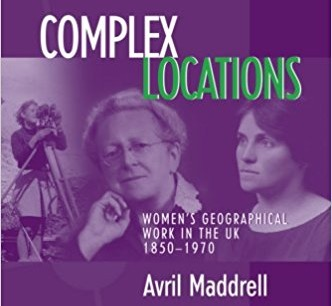 COMPLEX
LOCATIONS
WOMEN'S GEOGRAPHICAL
WORK IN THE UK
1850–1970
Avril Maddrell